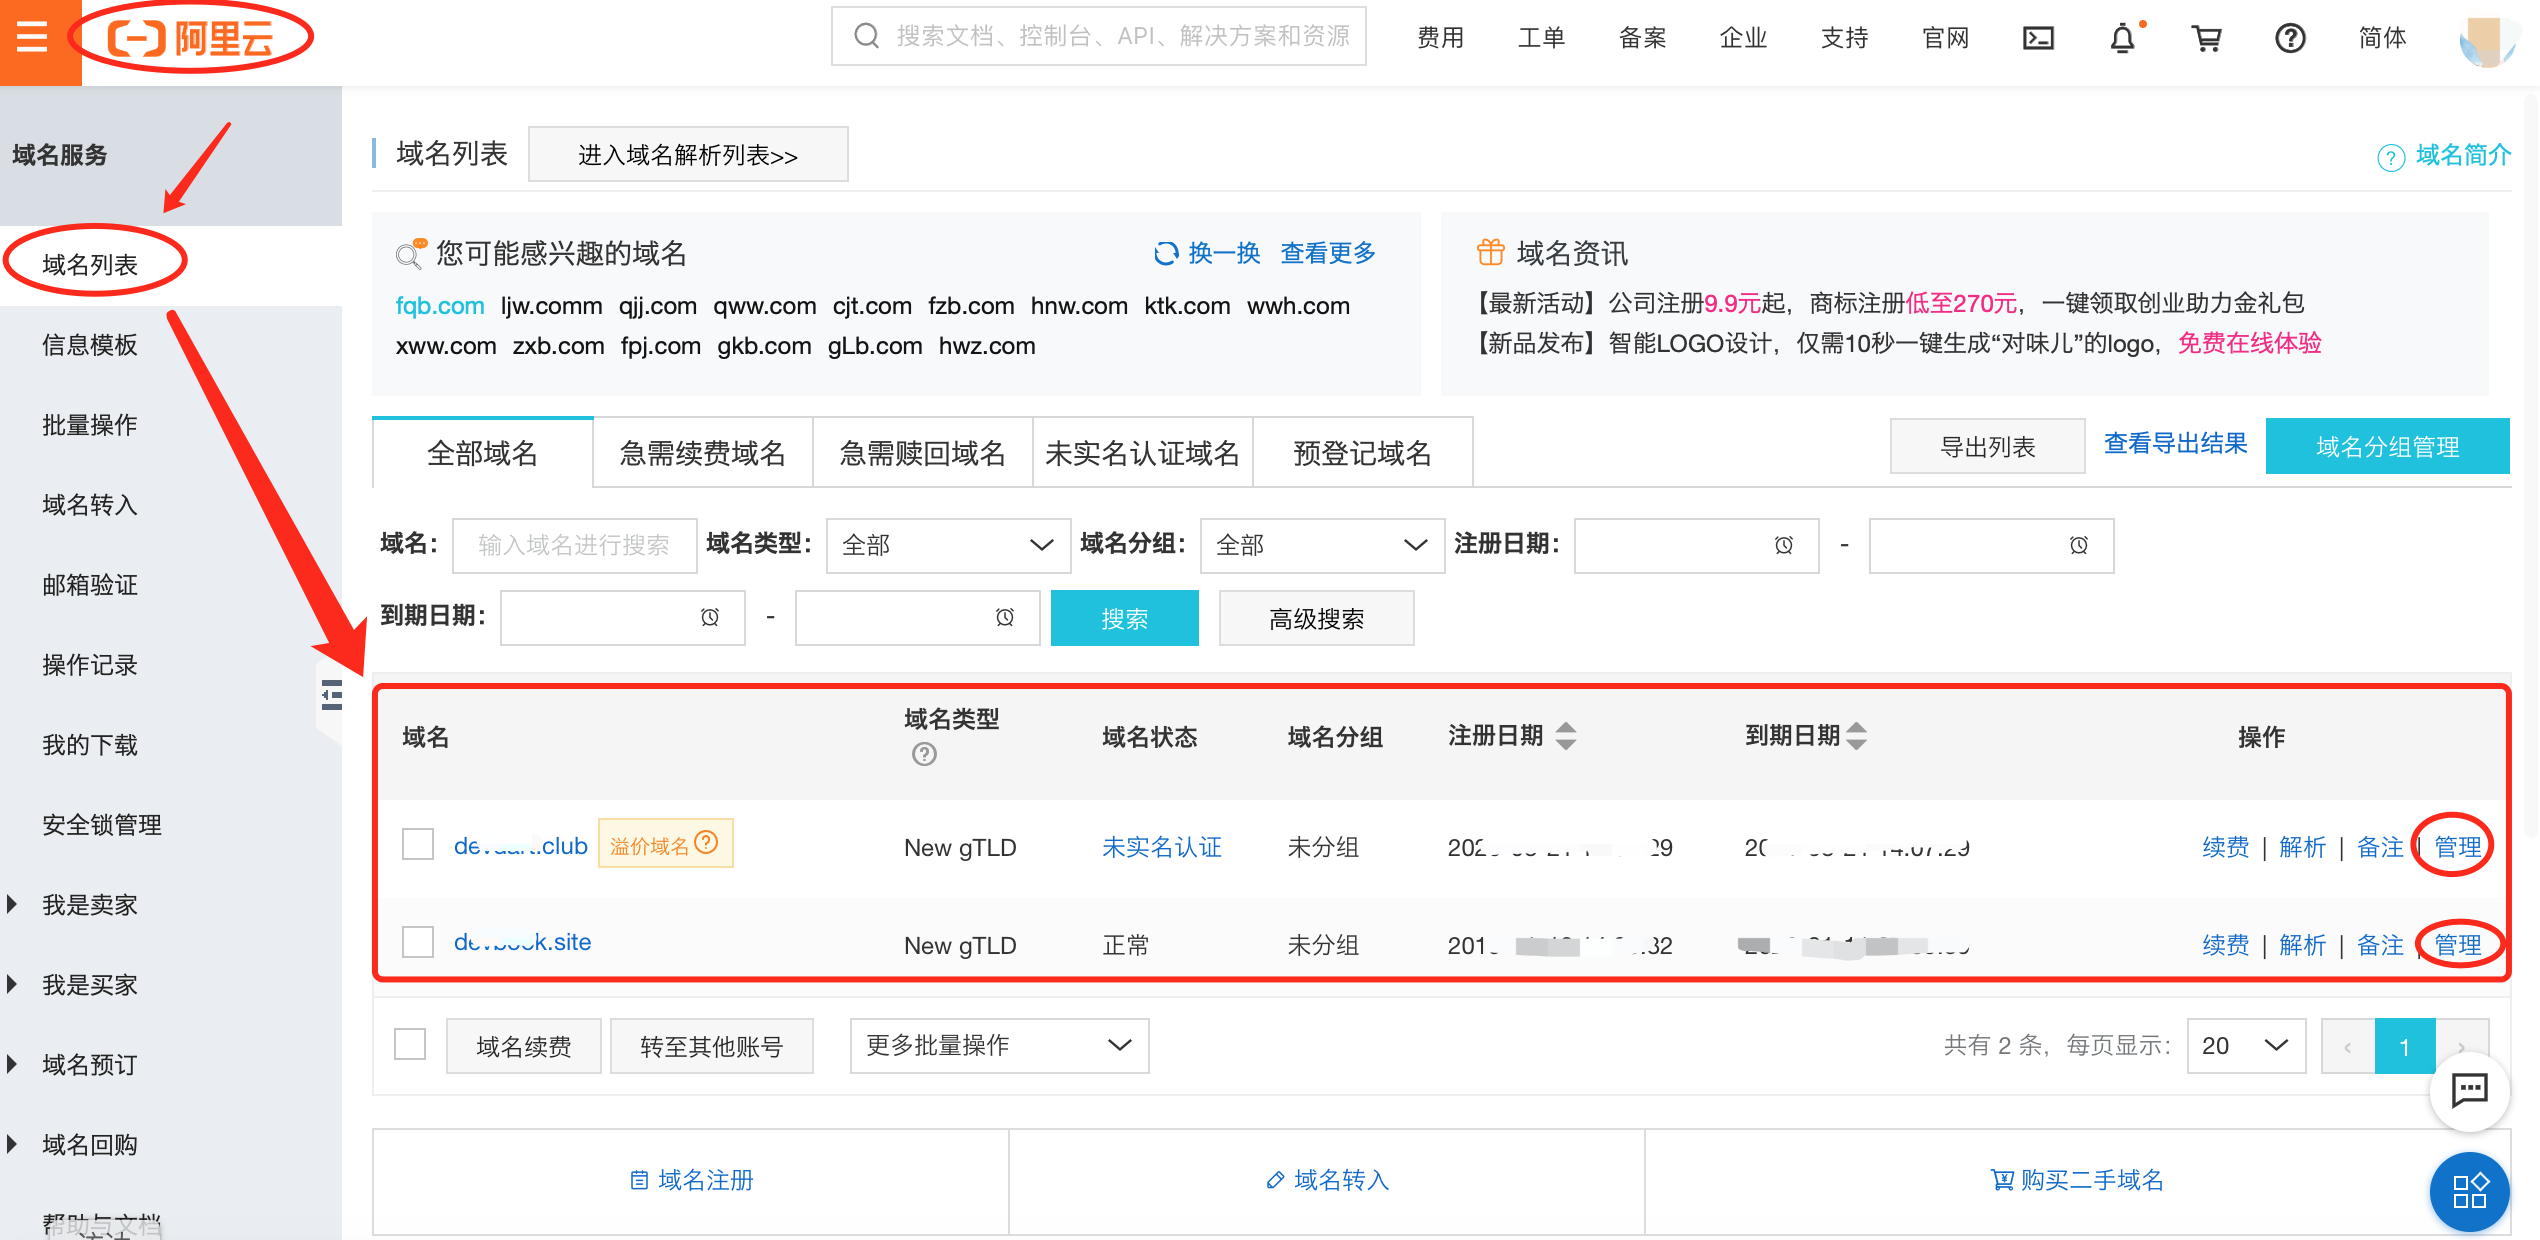 阿里云
搜索文档、控制台、API、解决方案和资源
费用 工单 备案 企业 支持 官网 简体
域名服务
域名列表
信息模板
批量操作
域名转入
邮箱验证
操作记录
我的下载
安全锁管理
我是卖家
我是买家
域名预订
域名回购
帮助与文档
域名列表 进入域名解析列表>> 域名简介
您可能感兴趣的域名 换一换 查看更多
fqb.com ljw.comm qjj.com qww.com cjt.com fzb.com hnw.com ktk.com wwh.com
xww.com zxb.com fpj.com gkb.com gLb.com hwz.com
域名资讯
【最新活动】公司注册9.9元起，商标注册低至270元，一键领取创业助力金礼包
【新品发布】智能LOGO设计，仅需10秒一键生成“对味儿”的logo，免费在线体验
全部域名 急需续费域名 急需赎回域名 未实名认证域名 预登记域名 导出列表 查看导出结果 域名分组管理
域名： 输入域名进行搜索 域名类型： 全部 域名分组： 全部 注册日期： -
到期日期： - 搜索 高级搜索
域名 域名类型 域名状态 域名分组 注册日期 到期日期 操作
.club 溢价域名 New gTLD 未实名认证 未分组 续费 | 解析 | 备注 | 管理
.site New gTLD 正常 未分组 续费 | 解析 | 备注 | 管理
域名续费 转至其他账号 更多批量操作 共有 2 条，每页显示： 20 ‹ 1 ›
域名注册 域名转入 购买二手域名